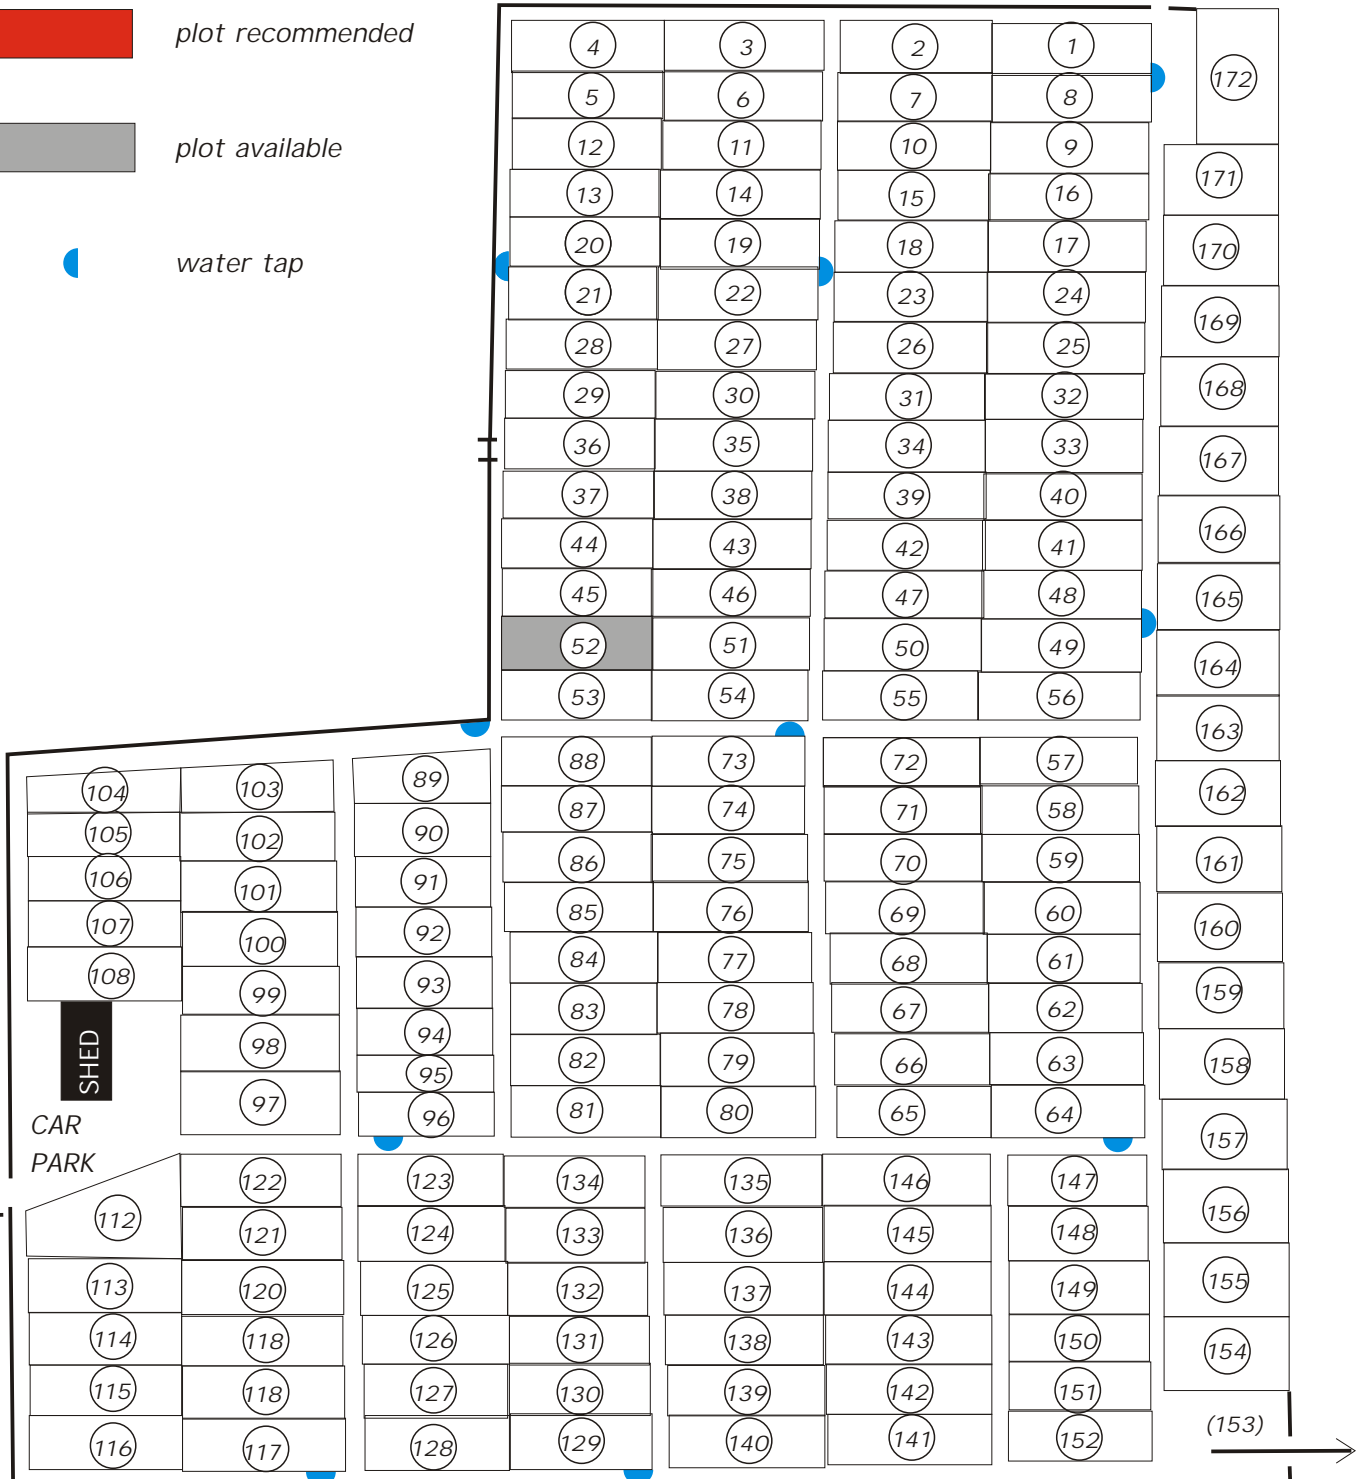 plot recommended
plot available
water tap
4 3 2 1
5 6 7 8
12 11 10 9
13 14 15 16
20 19 18 17
21 22 23 24
28 27 26 25
29 30 31 32
36 35 34 33
37 38 39 40
44 43 42 41
45 46 47 48
52 51 50 49
53 54 55 56
172
171
170
169
168
167
166
165
164
163
162
161
160
159
158
157
156
155
154
(153)
88 73 72 57
87 74 71 58
86 75 70 59
85 76 69 60
84 77 68 61
83 78 67 62
82 79 66 63
81 80 65 64
104 103 89
105 102 90
106 101 91
107 100 92
108 99 93
98 94
95
97 96
SHED
CAR
PARK
122 123 134 135 146 147
112 121 124 133 136 145 148
113 120 125 132 137 144 149
114 118 126 131 138 143 150
115 118 127 130 139 142 151
116 117 128 129 140 141 152